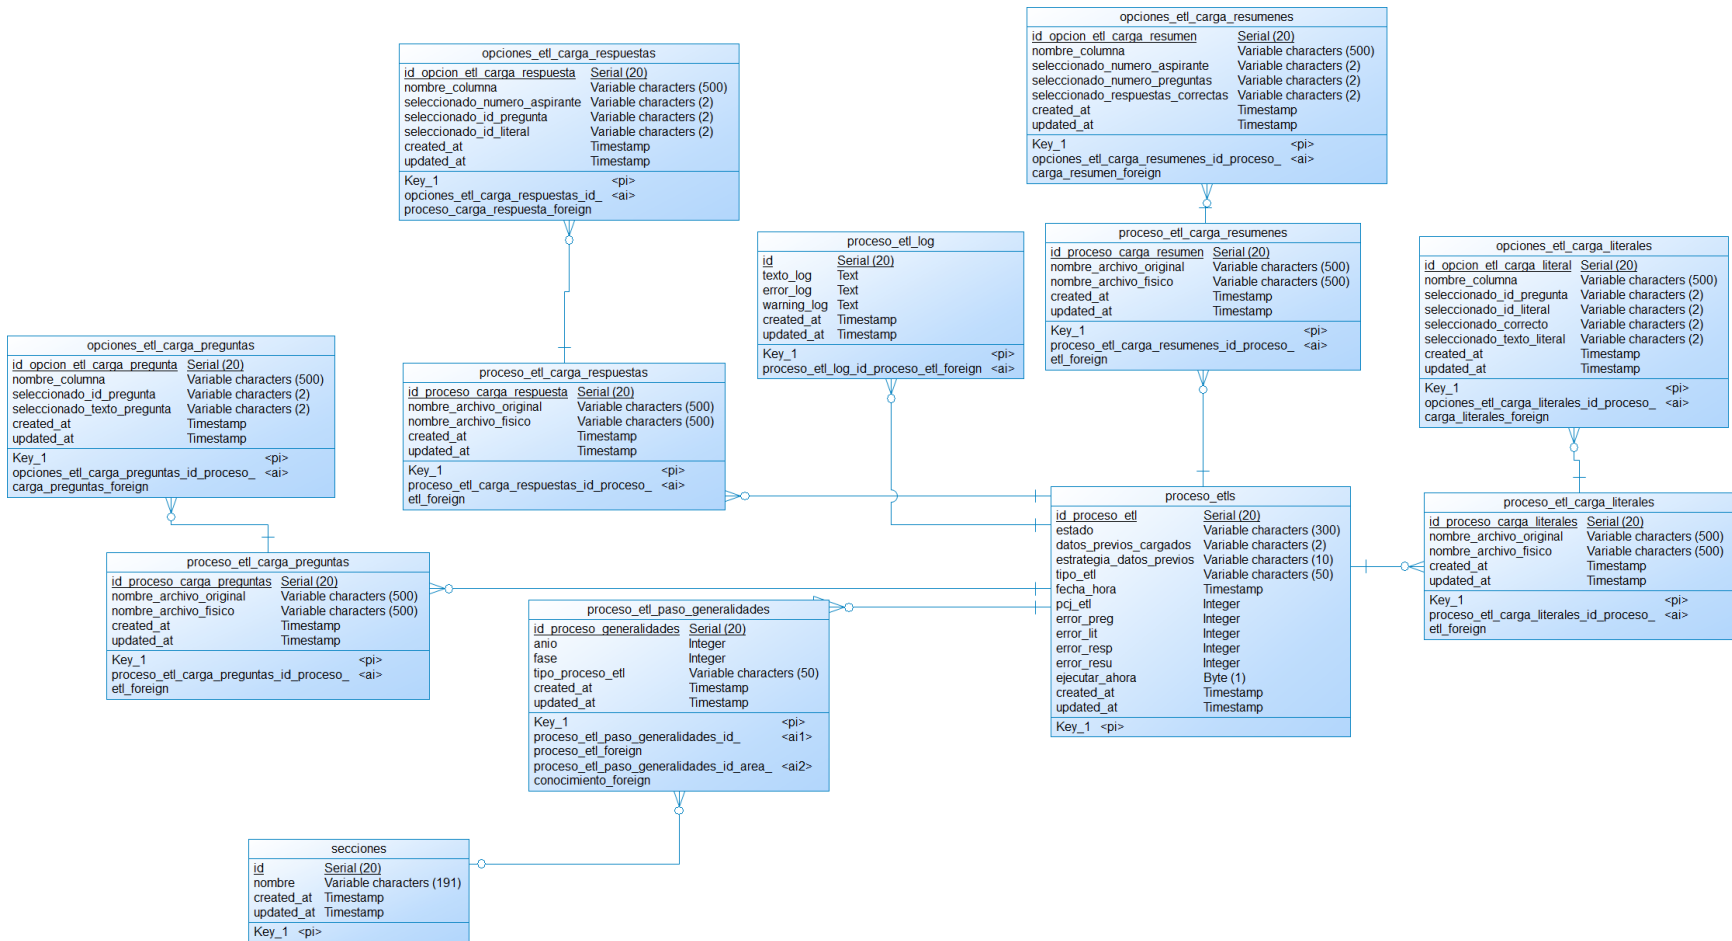 opciones_etl_carga_resumenes
id_opcion_etl_carga_resumen Serial (20)
nombre_columna Variable characters (500)
seleccionado_numero_aspirante Variable characters (2)
seleccionado_numero_preguntas Variable characters (2)
seleccionado_respuestas_correctas Variable characters (2)
created_at Timestamp
updated_at Timestamp
Key_1 <pi>
opciones_etl_carga_resumenes_id_proceso_ <ai>
carga_resumen_foreign
opciones_etl_carga_respuestas
id_opcion_etl_carga_respuesta Serial (20)
nombre_columna Variable characters (500)
seleccionado_numero_aspirante Variable characters (2)
seleccionado_id_pregunta Variable characters (2)
seleccionado_id_literal Variable characters (2)
created_at Timestamp
updated_at Timestamp
Key_1 <pi>
opciones_etl_carga_respuestas_id_ <ai>
proceso_carga_respuesta_foreign
proceso_etl_log
id Serial (20)
texto_log Text
error_log Text
warning_log Text
created_at Timestamp
updated_at Timestamp
Key_1 <pi>
proceso_etl_log_id_proceso_etl_foreign <ai>
proceso_etl_carga_resumenes
id_proceso_carga_resumen Serial (20)
nombre_archivo_original Variable characters (500)
nombre_archivo_fisico Variable characters (500)
created_at Timestamp
updated_at Timestamp
Key_1 <pi>
proceso_etl_carga_resumenes_id_proceso_ <ai>
etl_foreign
opciones_etl_carga_literales
id_opcion_etl_carga_literal Serial (20)
nombre_columna Variable characters (500)
seleccionado_id_pregunta Variable characters (2)
seleccionado_id_literal Variable characters (2)
seleccionado_correcto Variable characters (2)
seleccionado_texto_literal Variable characters (2)
created_at Timestamp
updated_at Timestamp
Key_1 <pi>
opciones_etl_carga_literales_id_proceso_ <ai>
carga_literales_foreign
opciones_etl_carga_preguntas
id_opcion_etl_carga_pregunta Serial (20)
nombre_columna Variable characters (500)
seleccionado_id_pregunta Variable characters (2)
seleccionado_texto_pregunta Variable characters (2)
created_at Timestamp
updated_at Timestamp
Key_1 <pi>
opciones_etl_carga_preguntas_id_proceso_ <ai>
carga_preguntas_foreign
proceso_etl_carga_respuestas
id_proceso_carga_respuesta Serial (20)
nombre_archivo_original Variable characters (500)
nombre_archivo_fisico Variable characters (500)
created_at Timestamp
updated_at Timestamp
Key_1 <pi>
proceso_etl_carga_respuestas_id_proceso_ <ai>
etl_foreign
proceso_etls
id_proceso_etl Serial (20)
estado Variable characters (300)
datos_previos_cargados Variable characters (2)
estrategia_datos_previos Variable characters (10)
tipo_etl Variable characters (50)
fecha_hora Timestamp
pcj_etl Integer
error_preg Integer
error_lit Integer
error_resp Integer
error_resu Integer
ejecutar_ahora Byte (1)
created_at Timestamp
updated_at Timestamp
Key_1 <pi>
proceso_etl_carga_literales
id_proceso_carga_literales Serial (20)
nombre_archivo_original Variable characters (500)
nombre_archivo_fisico Variable characters (500)
created_at Timestamp
updated_at Timestamp
Key_1 <pi>
proceso_etl_carga_literales_id_proceso_ <ai>
etl_foreign
proceso_etl_carga_preguntas
id_proceso_carga_preguntas Serial (20)
nombre_archivo_original Variable characters (500)
nombre_archivo_fisico Variable characters (500)
created_at Timestamp
updated_at Timestamp
Key_1 <pi>
proceso_etl_carga_preguntas_id_proceso_ <ai>
etl_foreign
proceso_etl_paso_generalidades
id_proceso_generalidades Serial (20)
anio Integer
fase Integer
tipo_proceso_etl Variable characters (50)
created_at Timestamp
updated_at Timestamp
Key_1 <pi>
proceso_etl_paso_generalidades_id_ <ai1>
proceso_etl_foreign
proceso_etl_paso_generalidades_id_area_ <ai2>
conocimiento_foreign
secciones
id Serial (20)
nombre Variable characters (191)
created_at Timestamp
updated_at Timestamp
Key_1 <pi>